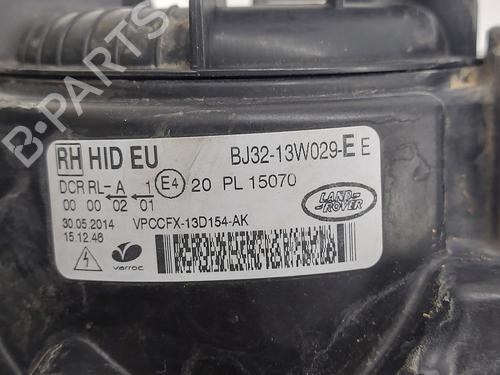 RH HID EU BJ32-13W029-E E
DCR RL-A 1 E4 20 PL 15070
00 00 02 01
LAND-
ROVER
30.05.2014 VPCCFX-13D154-AK
15.12.46
varroc
B-PARTS